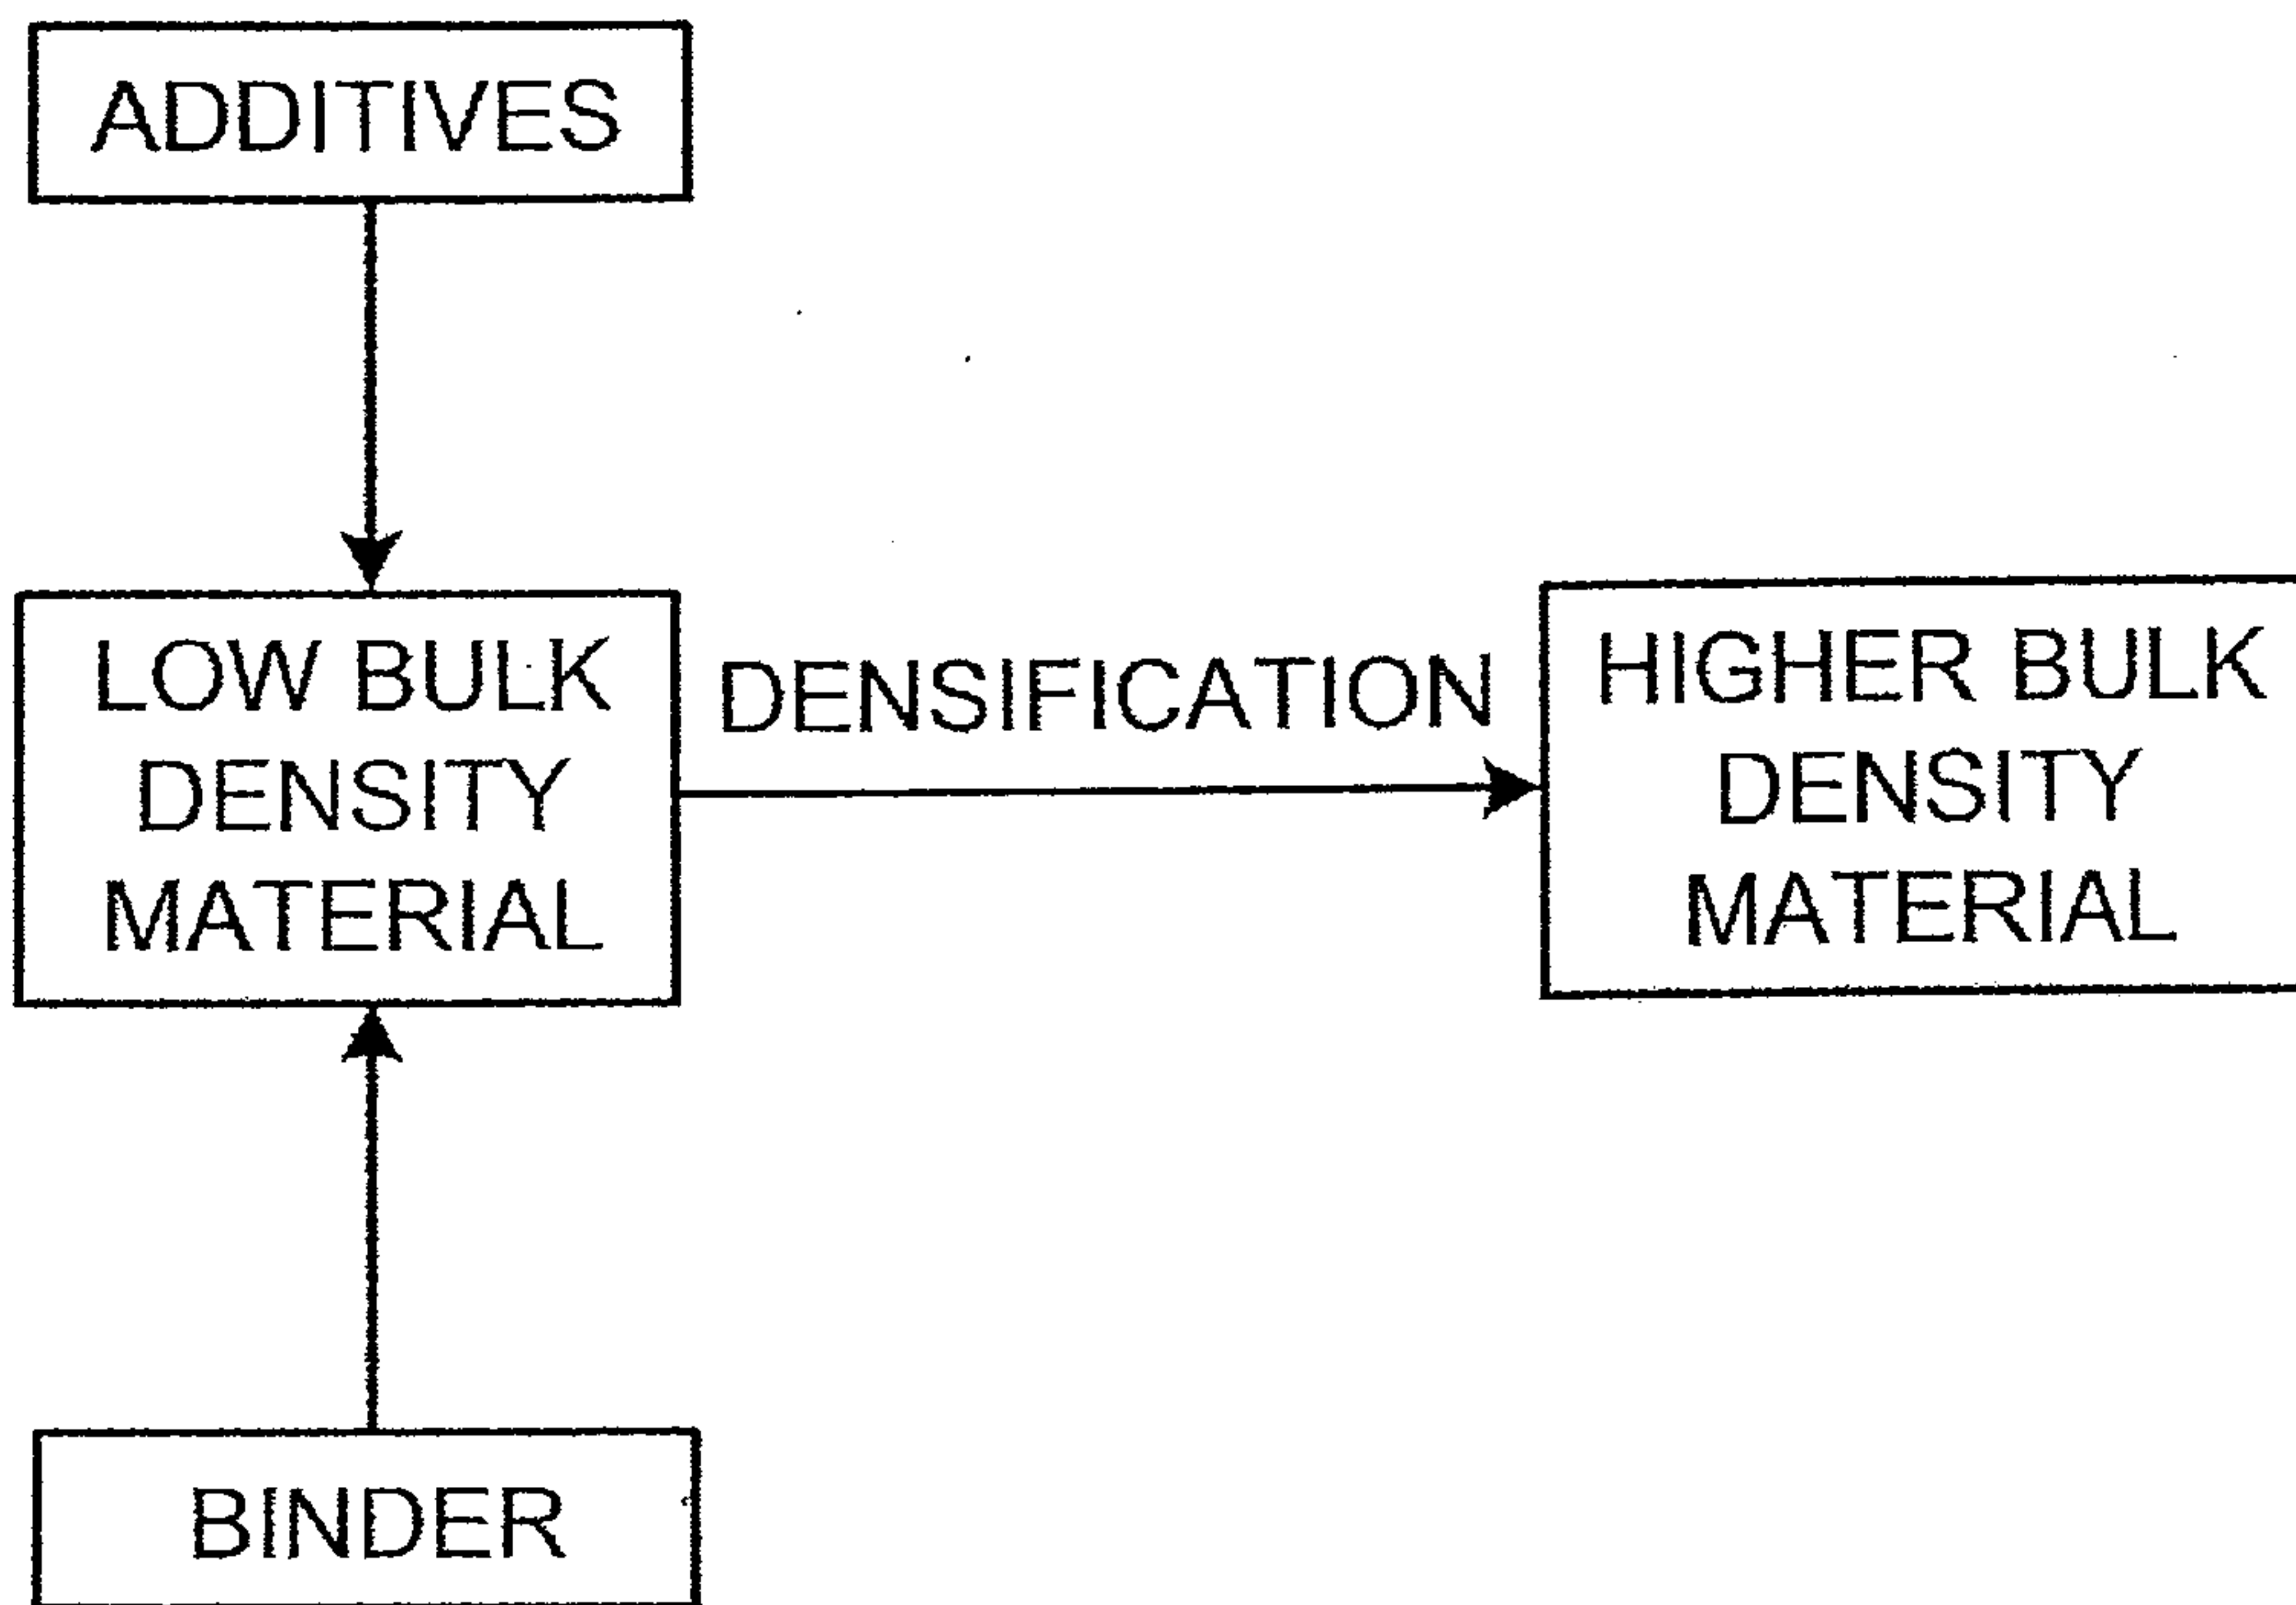 ADDITIVES
LOW BULK
DENSITY
MATERIAL
DENSIFICATION
HIGHER BULK
DENSITY
MATERIAL
BINDER